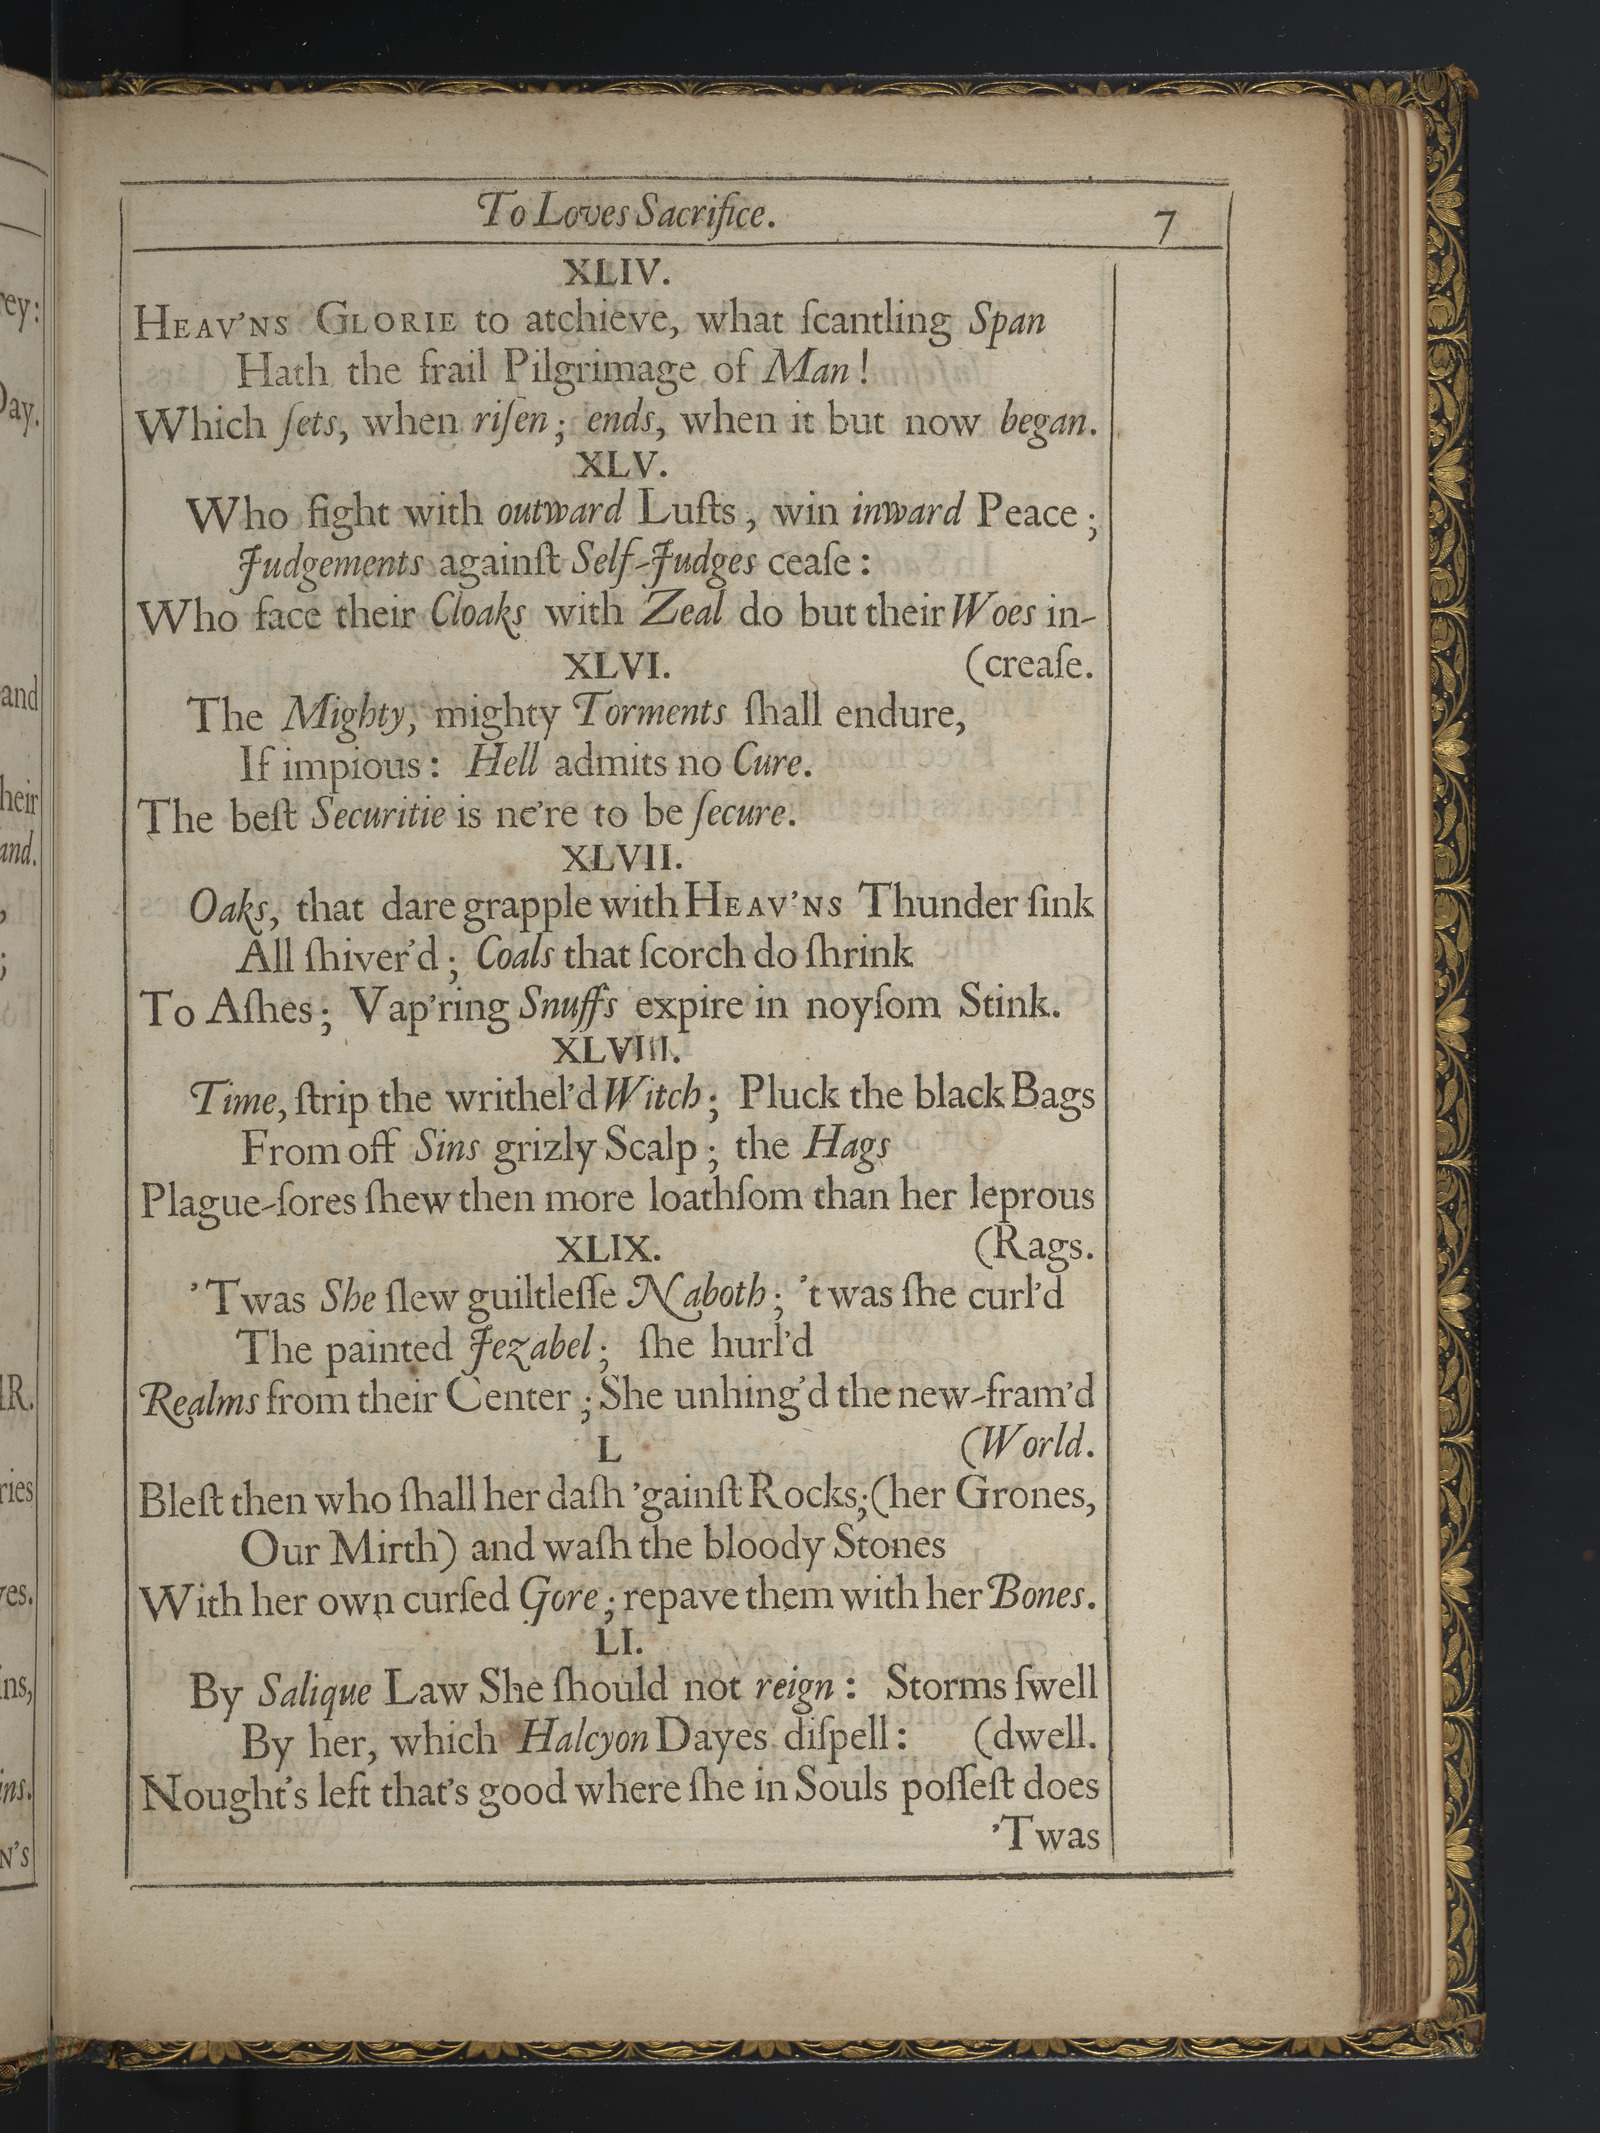 To Loves Sacrifice. 7
XLIV.
HEAV'NS GLORIE to atchieve, what ſcantling Span
Hath the frail Pilgrimage of Man!
Which ſets, when riſen; ends, when it but now began.
XLV.
Who fight with outward Luſts, win inward Peace;
Judgements againſt Self-Judges ceaſe:
Who face their Cloaks with Zeal do but their Woes in-
XLVI. (creaſe.
The Mighty, mighty Torments ſhall endure,
If impious: Hell admits no Cure.
The beſt Securitie is ne're to be ſecure.
XLVII.
Oaks, that dare grapple with HEAV'NS Thunder ſink
All ſhiver'd; Coals that ſcorch do ſhrink
To Aſhes; Vap'ring Snuffs expire in noyſom Stink.
XLVIII.
Time, ſtrip the writhel'd Witch; Pluck the black Bags
From off Sins grizly Scalp; the Hags
Plague-ſores ſhew then more loathſom than her leprous
XLIX. (Rags.
'Twas She ſlew guiltleſſe Naboth; 'twas ſhe curl'd
The painted Jezabel; ſhe hurl'd
Realms from their Center; She unhing'd the new-fram'd
L (World.
Bleſt then who ſhall her daſh 'gainſt Rocks; (her Grones,
Our Mirth) and waſh the bloody Stones
With her own curſed Gore; repave them with her Bones.
LI.
By Salique Law She ſhould not reign: Storms ſwell
By her, which Halcyon Dayes diſpell: (dwell.
Nought's left that's good where ſhe in Souls poſſeſt does
'Twas
rey:
Day.
and
heir
and.
,
;
R.
ries
ves.
ins,
ins.
N's